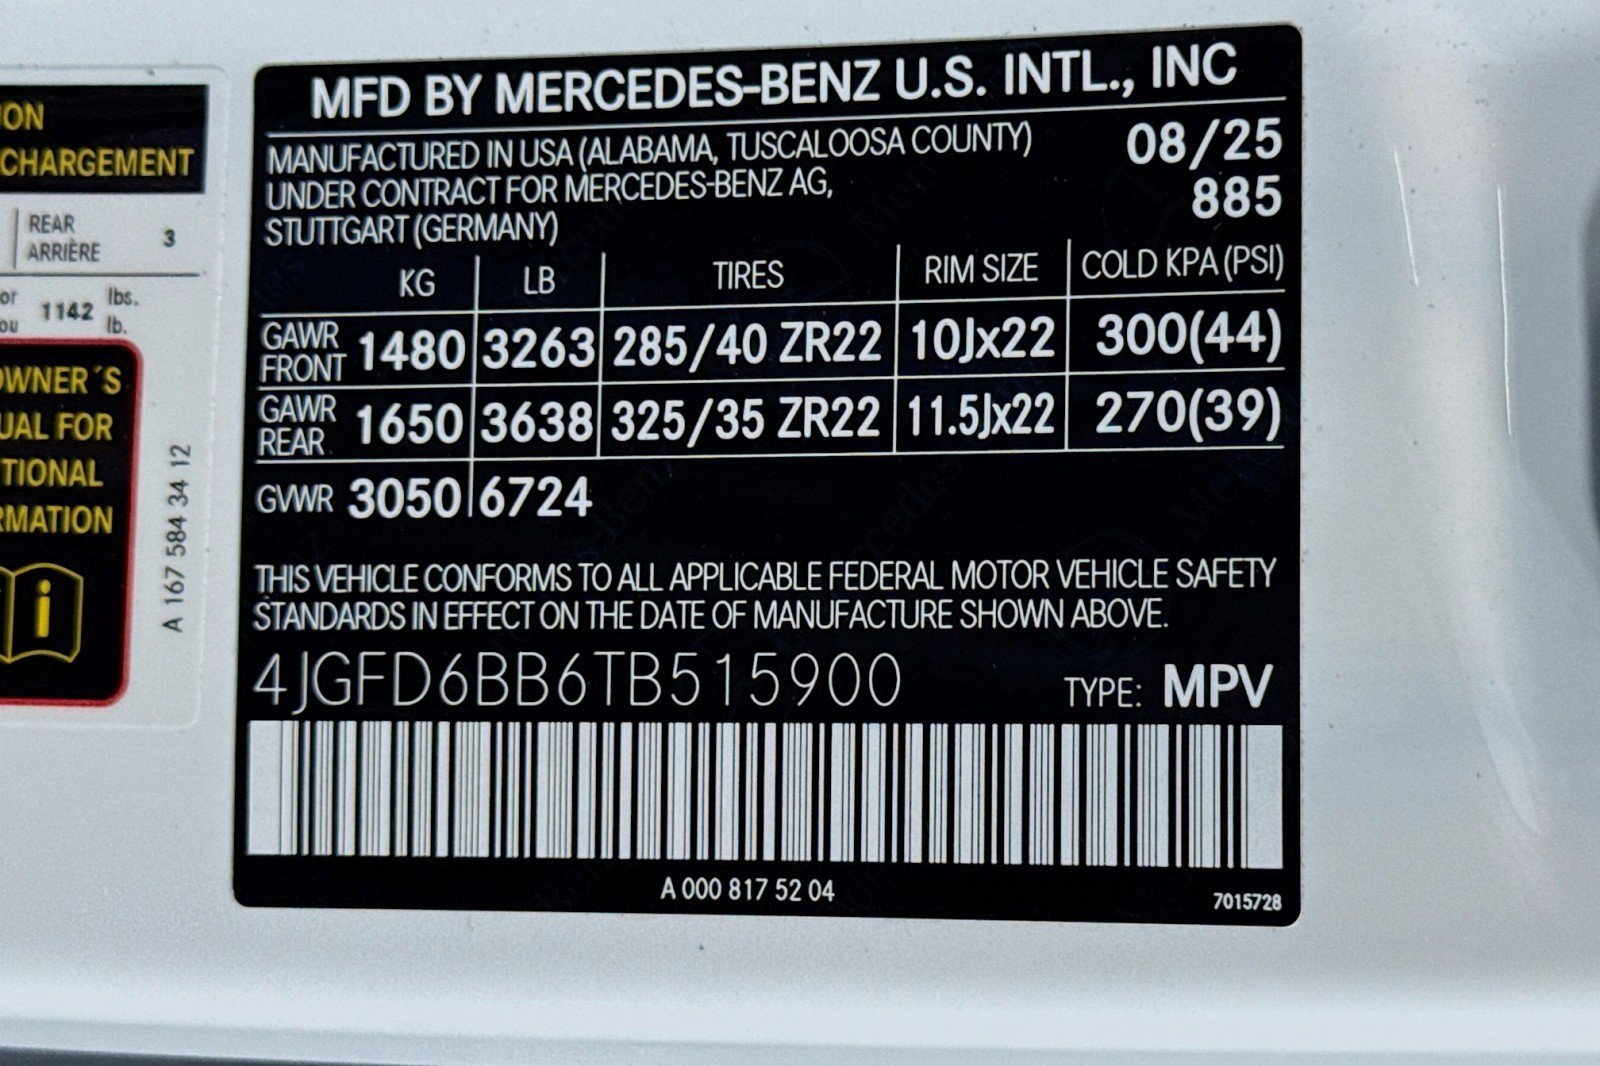 ION
CHARGEMENT
REAR
ARRIÈRE 3
or
ou 1142 lbs.
lb.
OWNER´S
UAL FOR
TIONAL
RMATION
i
A 167 584 34 12
MFD BY MERCEDES-BENZ U.S. INTL., INC
MANUFACTURED IN USA (ALABAMA, TUSCALOOSA COUNTY) 08/25
UNDER CONTRACT FOR MERCEDES-BENZ AG, 885
STUTTGART (GERMANY)
KG LB TIRES RIM SIZE COLD KPA (PSI)
GAWR
FRONT 1480 3263 285/40 ZR22 10Jx22 300(44)
GAWR
REAR 1650 3638 325/35 ZR22 11.5Jx22 270(39)
GVWR 3050 6724
THIS VEHICLE CONFORMS TO ALL APPLICABLE FEDERAL MOTOR VEHICLE SAFETY
STANDARDS IN EFFECT ON THE DATE OF MANUFACTURE SHOWN ABOVE.
4JGFD6BB6TB515900 TYPE: MPV
A 000 817 52 04
7015728